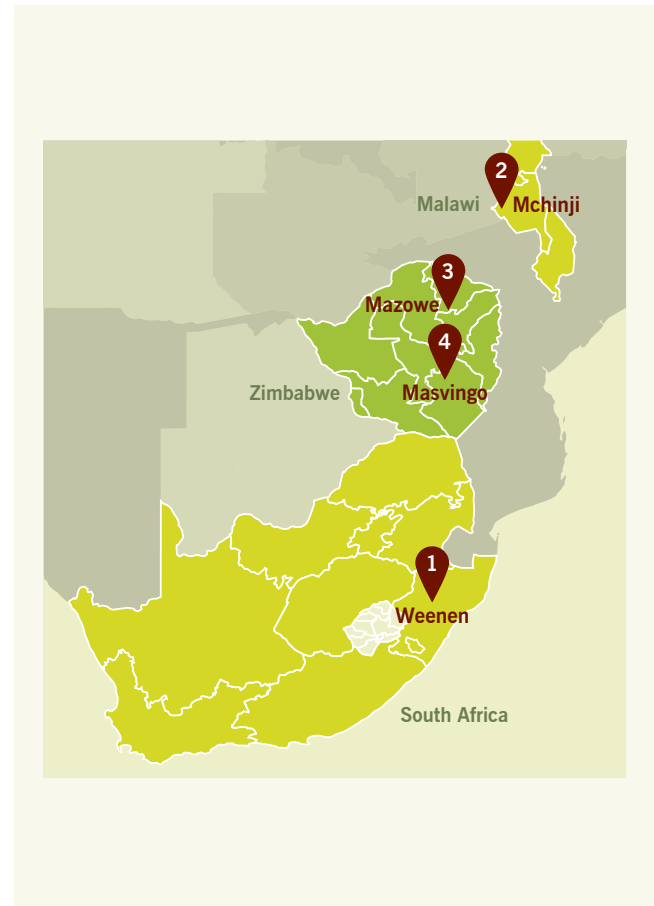 2
Malawi
Mchinji
3
Mazowe
4
Zimbabwe
Masvingo
1
Weenen
South Africa